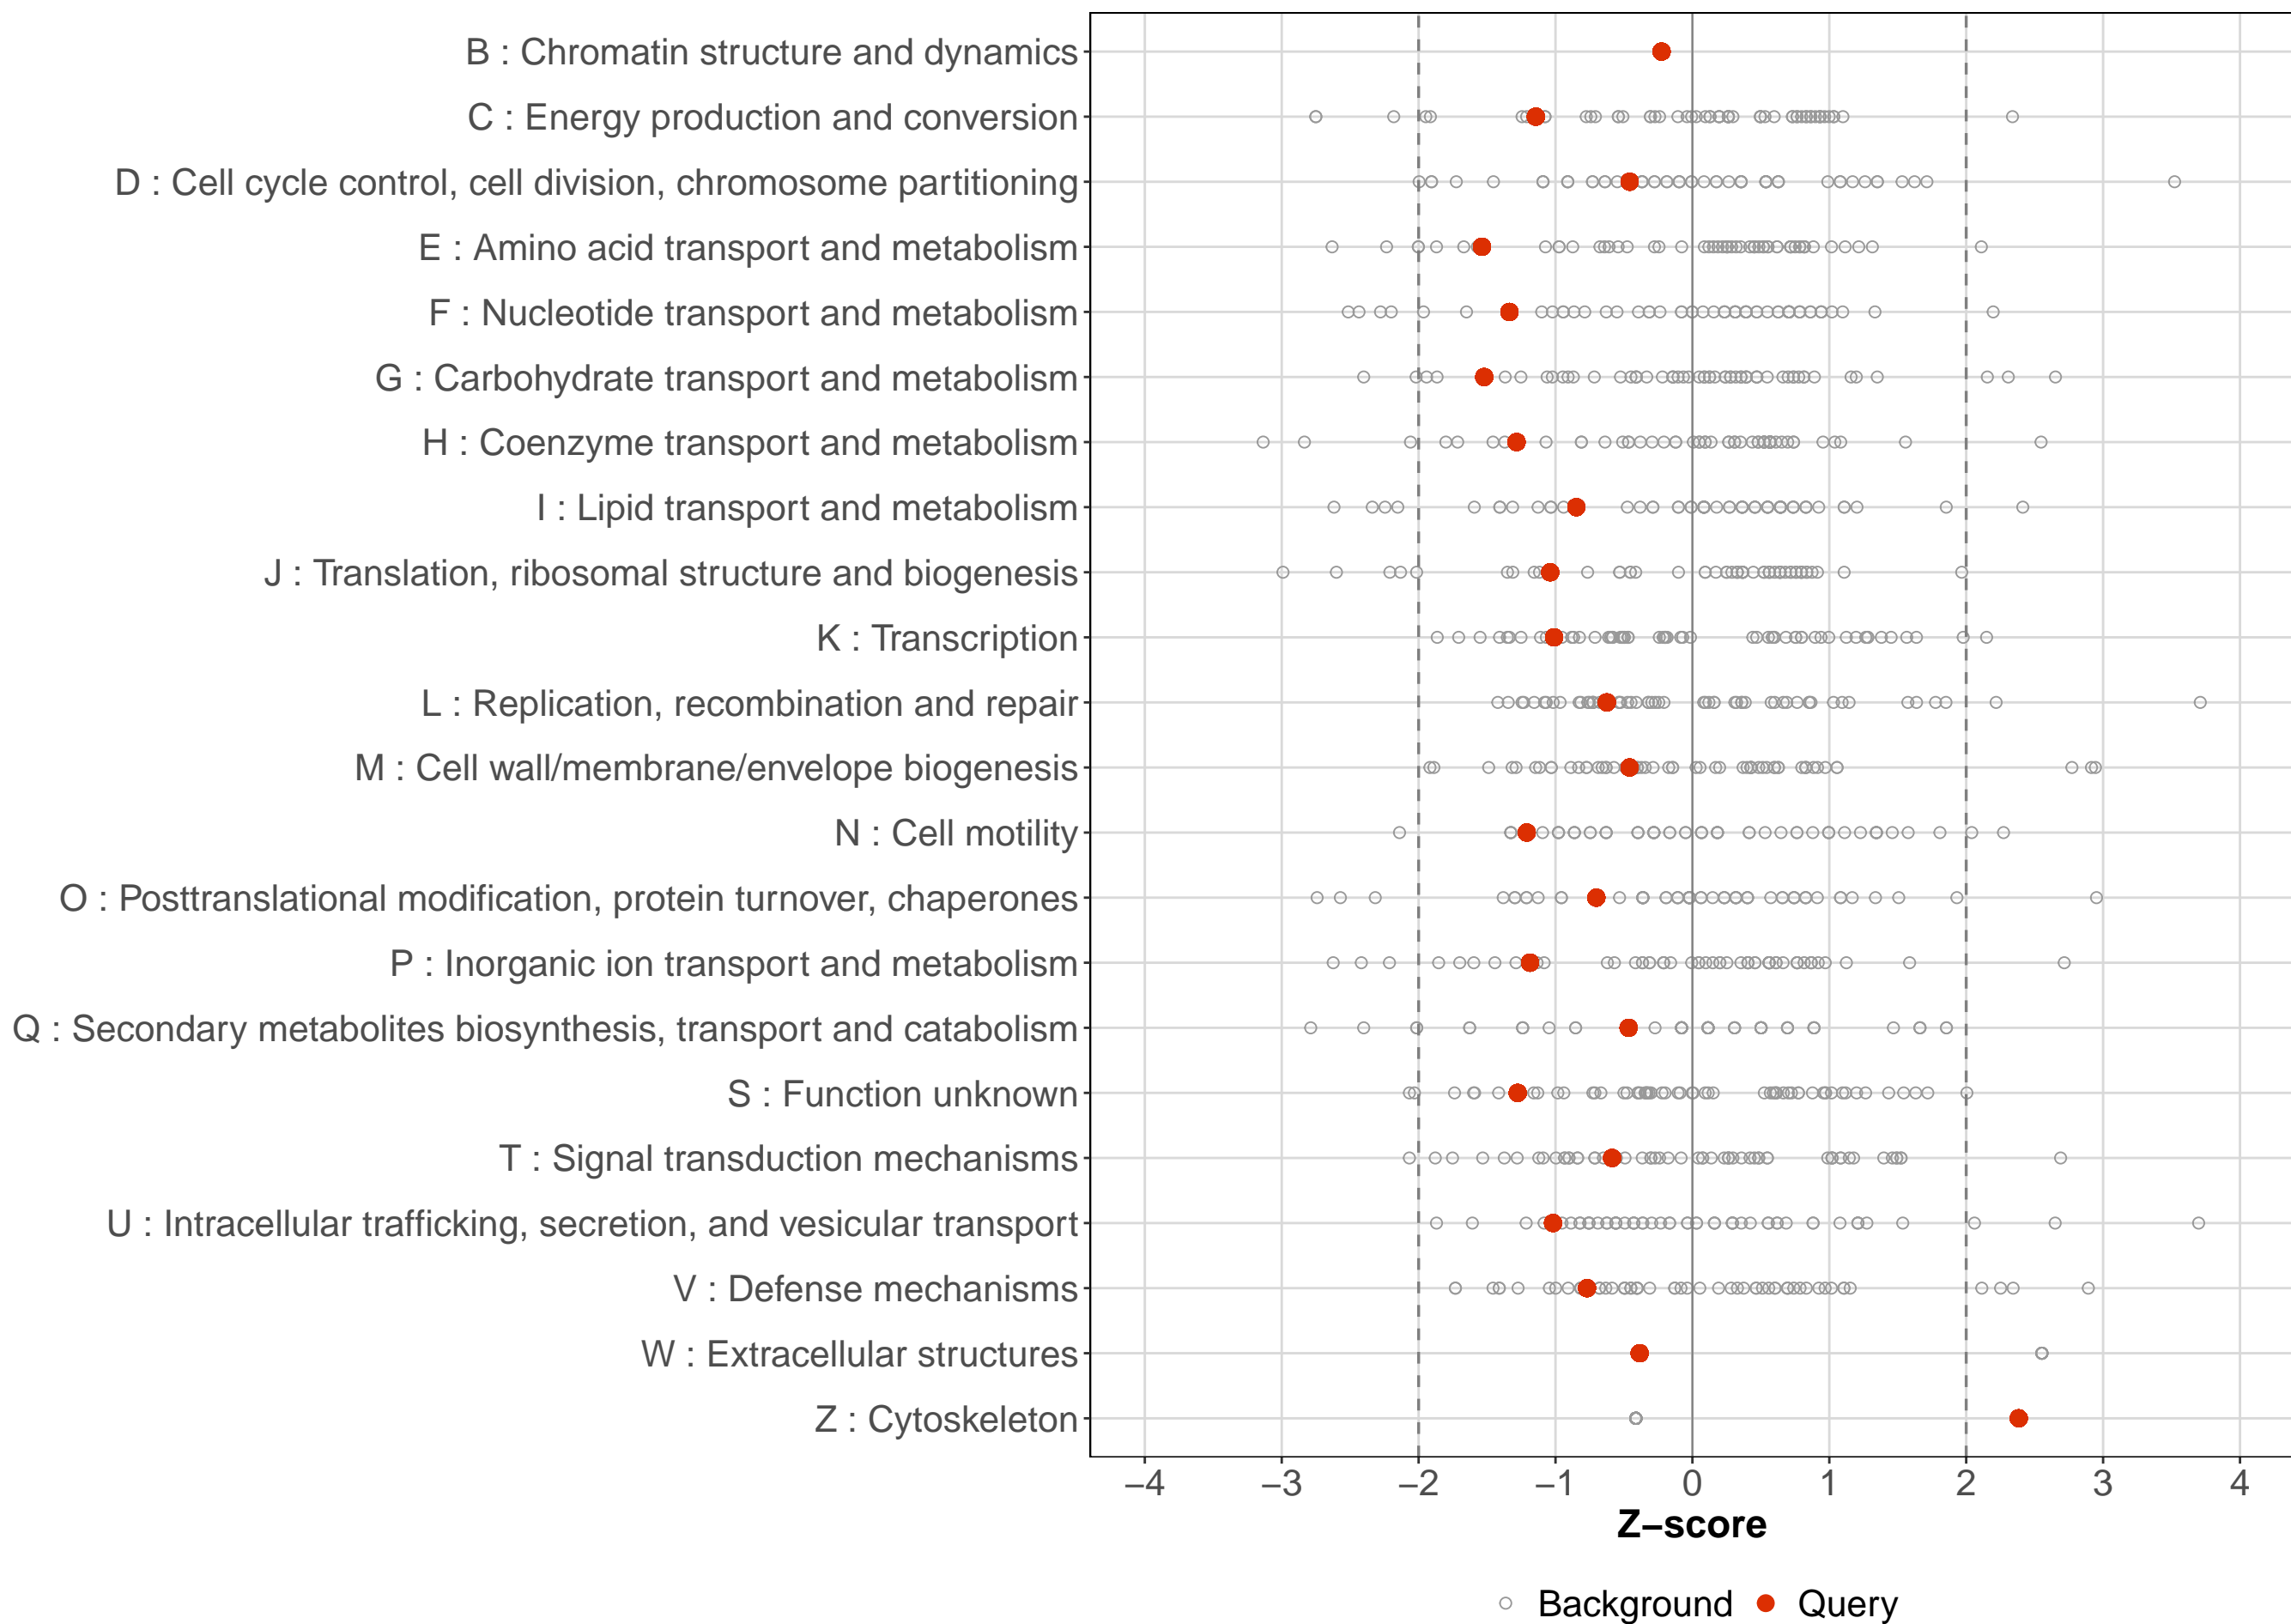 B : Chromatin structure and dynamics
C : Energy production and conversion
D : Cell cycle control, cell division, chromosome partitioning
E : Amino acid transport and metabolism
F : Nucleotide transport and metabolism
G : Carbohydrate transport and metabolism
H : Coenzyme transport and metabolism
I : Lipid transport and metabolism
J : Translation, ribosomal structure and biogenesis
K : Transcription
L : Replication, recombination and repair
M : Cell wall/membrane/envelope biogenesis
N : Cell motility
O : Posttranslational modification, protein turnover, chaperones
P : Inorganic ion transport and metabolism
Q : Secondary metabolites biosynthesis, transport and catabolism
S : Function unknown
T : Signal transduction mechanisms
U : Intracellular trafficking, secretion, and vesicular transport
V : Defense mechanisms
W : Extracellular structures
Z : Cytoskeleton
−4 −3 −2 −1 0 1 2 3 4
Z−score
Background Query